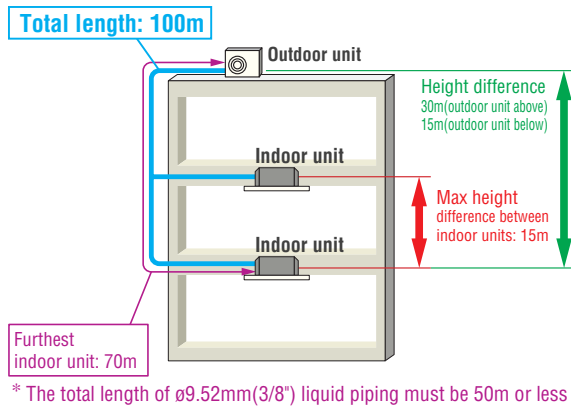 Total length: 100m
Outdoor unit
Height difference
30m(outdoor unit above)
15m(outdoor unit below)
Indoor unit
Max height
difference between
indoor units: 15m
Indoor unit
Furthest
indoor unit: 70m
* The total length of ø9.52mm(3/8") liquid piping must be 50m or less